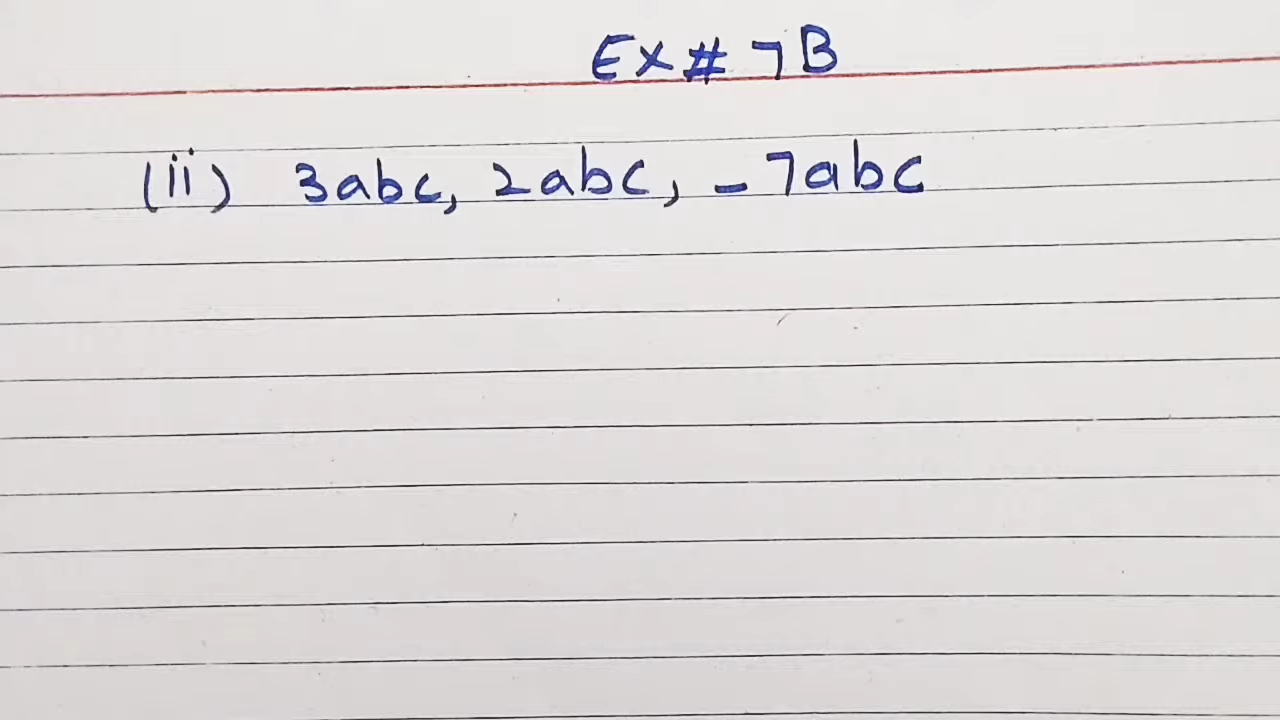 Ex # 7B
(ii) 3abc, 2abc, - 7abc